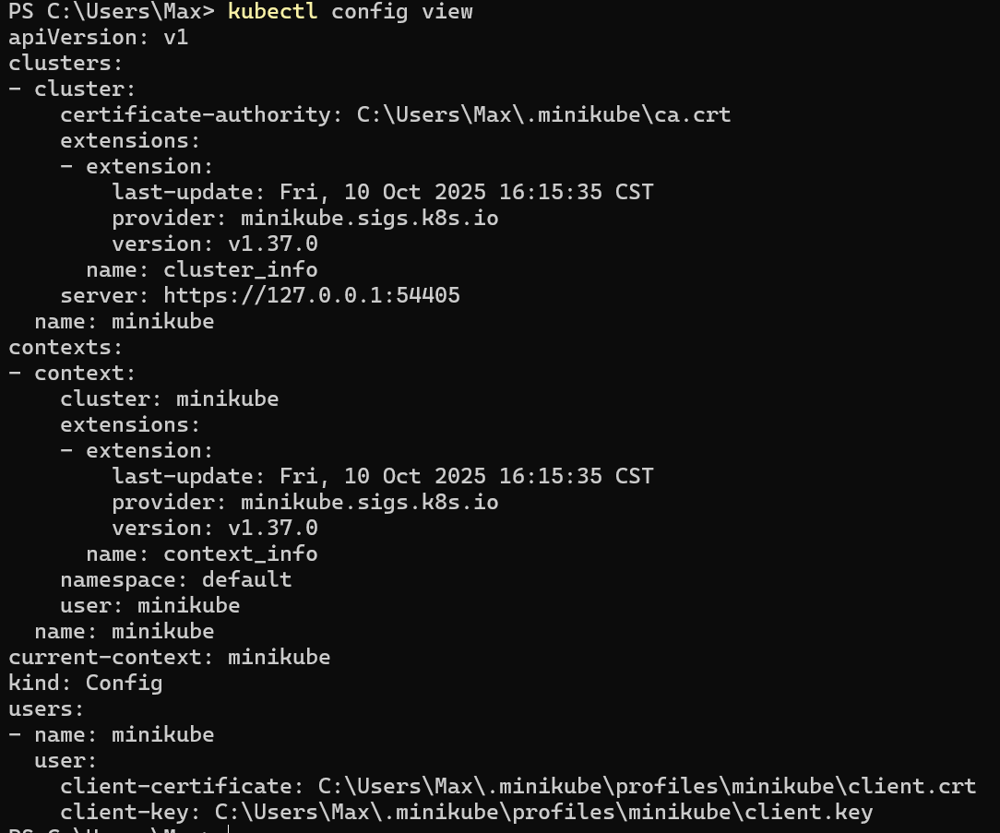 PS C:\Users\Max> kubectl config view
apiVersion: v1
clusters:
- cluster:
    certificate-authority: C:\Users\Max\.minikube\ca.crt
    extensions:
    - extension:
        last-update: Fri, 10 Oct 2025 16:15:35 CST
        provider: minikube.sigs.k8s.io
        version: v1.37.0
      name: cluster_info
    server: https://127.0.0.1:54405
  name: minikube
contexts:
- context:
    cluster: minikube
    extensions:
    - extension:
        last-update: Fri, 10 Oct 2025 16:15:35 CST
        provider: minikube.sigs.k8s.io
        version: v1.37.0
      name: context_info
    namespace: default
    user: minikube
  name: minikube
current-context: minikube
kind: Config
users:
- name: minikube
  user:
    client-certificate: C:\Users\Max\.minikube\profiles\minikube\client.crt
    client-key: C:\Users\Max\.minikube\profiles\minikube\client.key
PS C:\Users\Max>